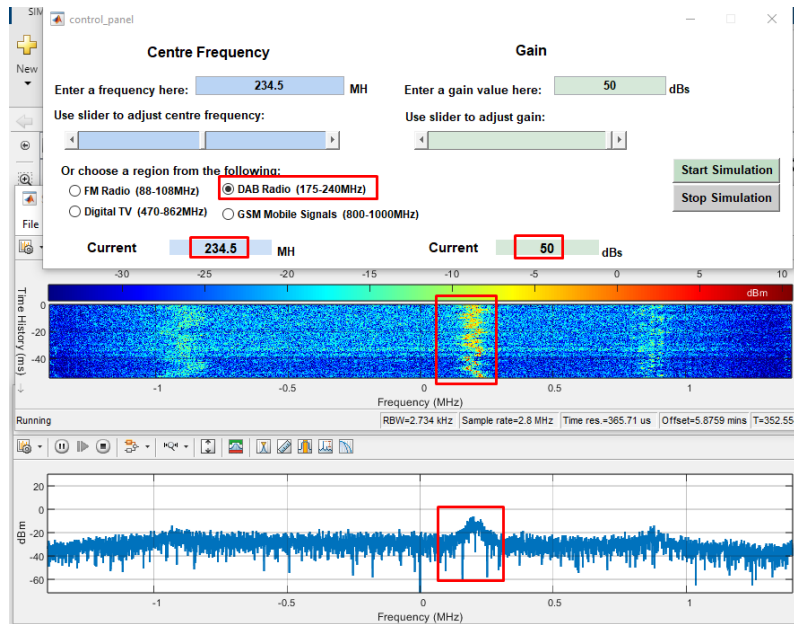 SIM
control_panel
New
Centre Frequency
Gain
Enter a frequency here: 234.5 MH
Enter a gain value here: 50 dBs
Use slider to adjust centre frequency:
Use slider to adjust gain:
Or choose a region from the following:
FM Radio (88-108MHz)
DAB Radio (175-240MHz)
Digital TV (470-862MHz)
GSM Mobile Signals (800-1000MHz)
Start Simulation
Stop Simulation
File
Current 234.5 MH
Current 50 dBs
-30 -25 -20 -15 -10 -5 0 5 10
dBm
Time History (ms)
0
-20
-40
-1 -0.5 0 0.5 1
Frequency (MHz)
Running
RBW=2.734 kHz Sample rate=2.8 MHz Time res.=365.71 us Offset=5.8759 mins T=352.55
dBm
20
0
-20
-40
-60
-1 -0.5 0 0.5 1
Frequency (MHz)